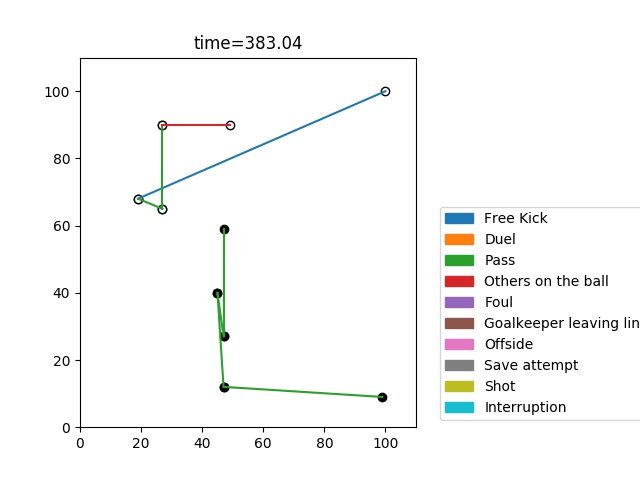 time=383.04
100
80
60
40
20
0
0 20 40 60 80 100
Free Kick
Duel
Pass
Others on the ball
Foul
Goalkeeper leaving lin
Offside
Save attempt
Shot
Interruption